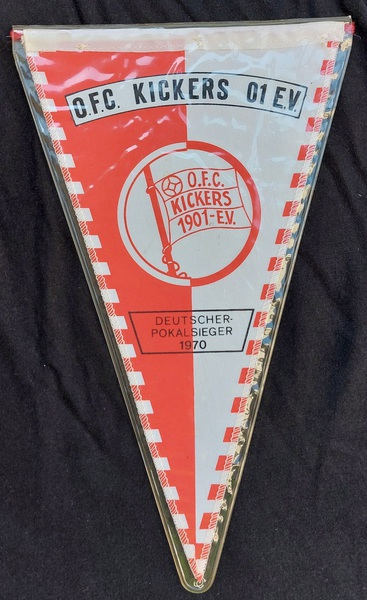 O.F.C. KICKERS 01 E.V.
O.F.C.
KICKERS
1901-E.V.
DEUTSCHER-
POKALSIEGER
1970